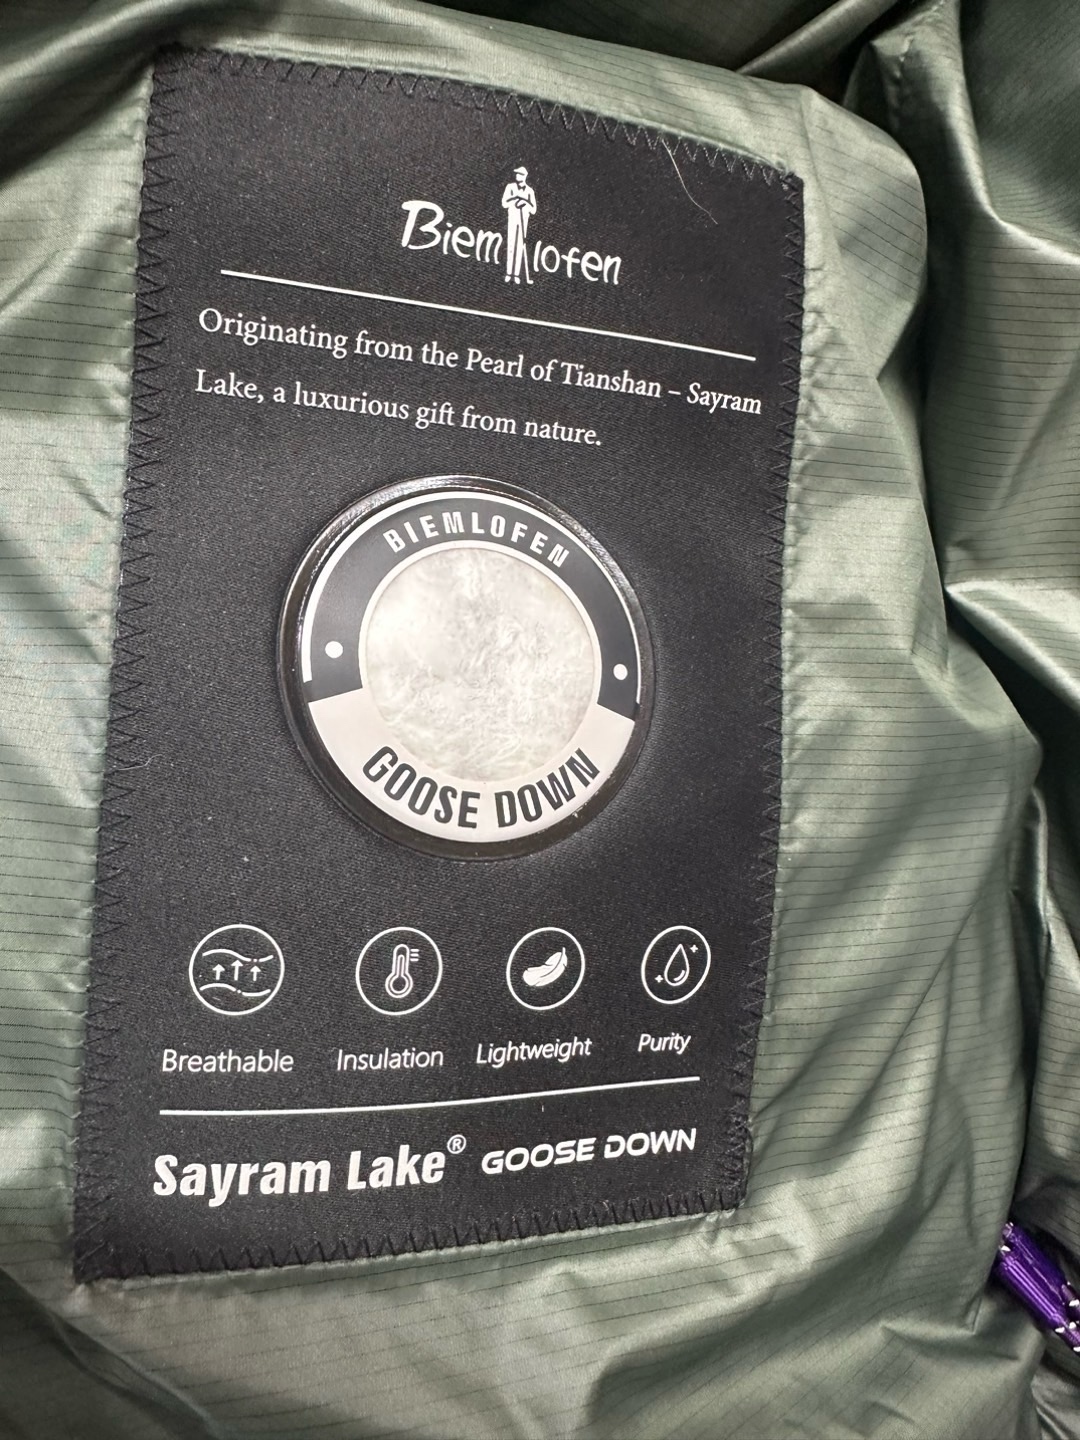 Biemlofen
Originating from the Pearl of Tianshan – Sayram
Lake, a luxurious gift from nature.
BIEMLOFEN
GOOSE DOWN
Breathable Insulation Lightweight Purity
Sayram Lake® GOOSE DOWN